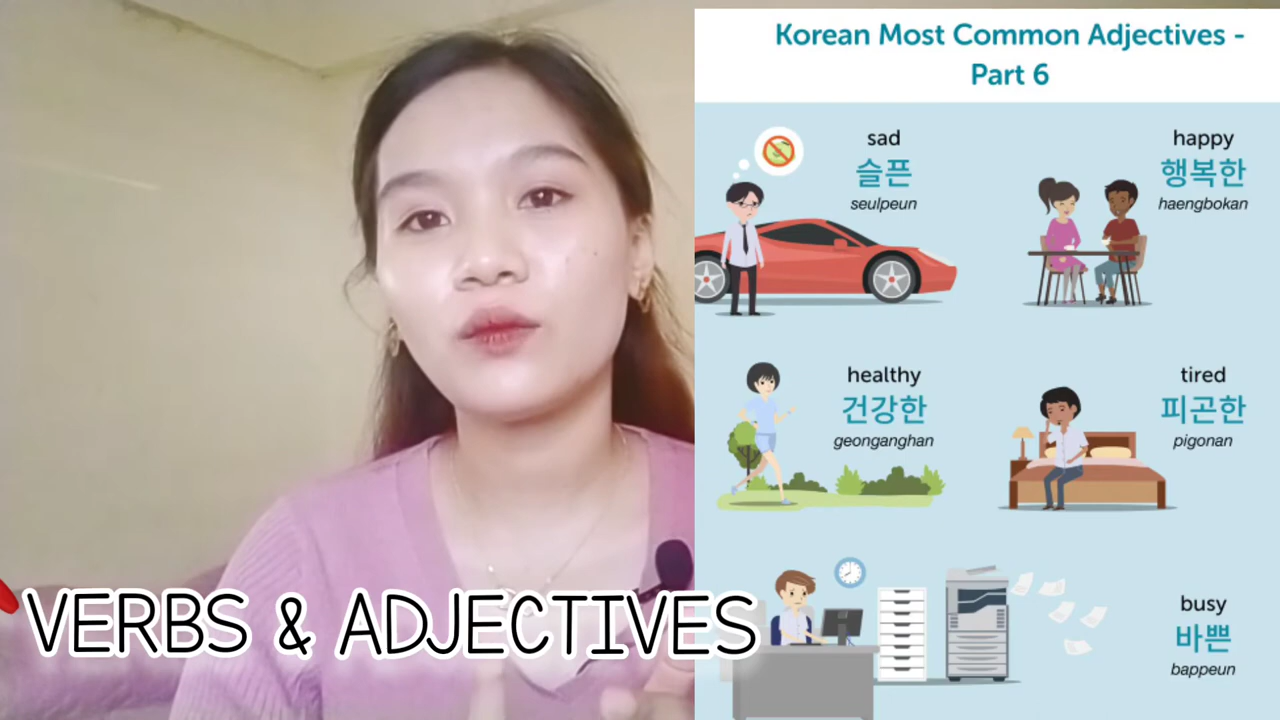 Korean Most Common Adjectives -
Part 6
sad
슬픈
seulpeun
happy
행복한
haengbokan
healthy
건강한
geonganghan
tired
피곤한
pigonan
busy
바쁜
bappeun
VERBS & ADJECTIVES